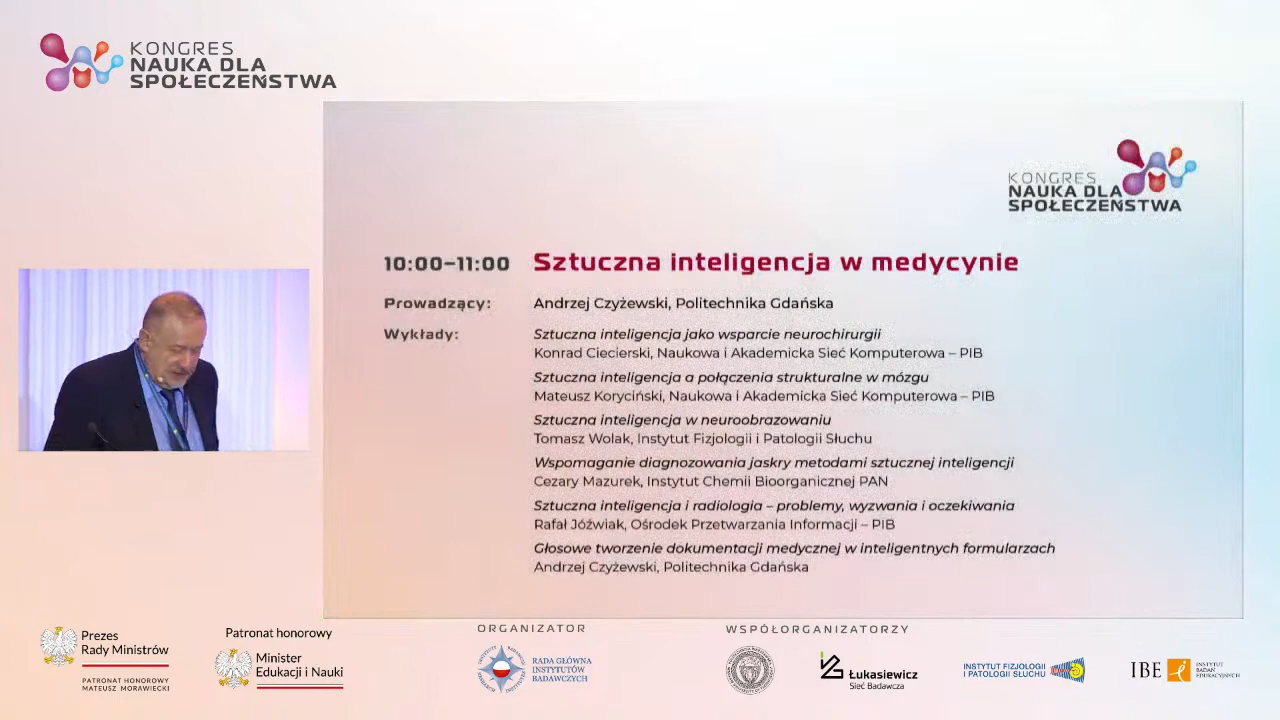 KONGRES
NAUKA DLA
SPOŁECZEŃSTWA
KONGRES
NAUKA DLA
SPOŁECZEŃSTWA
10:00–11:00 Sztuczna inteligencja w medycynie
Prowadzący: Andrzej Czyżewski, Politechnika Gdańska
Wykłady: Sztuczna inteligencja jako wsparcie neurochirurgii
Konrad Ciecierski, Naukowa i Akademicka Sieć Komputerowa – PIB
Sztuczna inteligencja a połączenia strukturalne w mózgu
Mateusz Koryciński, Naukowa i Akademicka Sieć Komputerowa – PIB
Sztuczna inteligencja w neuroobrazowaniu
Tomasz Wolak, Instytut Fizjologii i Patologii Słuchu
Wspomaganie diagnozowania jaskry metodami sztucznej inteligencji
Cezary Mazurek, Instytut Chemii Bioorganicznej PAN
Sztuczna inteligencja i radiologia – problemy, wyzwania i oczekiwania
Rafał Jóźwiak, Ośrodek Przetwarzania Informacji – PIB
Głosowe tworzenie dokumentacji medycznej w inteligentnych formularzach
Andrzej Czyżewski, Politechnika Gdańska
Prezes
Rady Ministrów
PATRONAT HONOROWY
MATEUSZ MORAWIECKI
Patronat honorowy
Minister
Edukacji i Nauki
ORGANIZATOR
RADA GŁÓWNA
INSTYTUTÓW
BADAWCZYCH
WSPÓŁORGANIZATORZY
Łukasiewicz
Sieć Badawcza
INSTYTUT FIZJOLOGII
I PATOLOGII SŁUCHU
IBE
INSTYTUT
BADAŃ
EDUKACYJNYCH